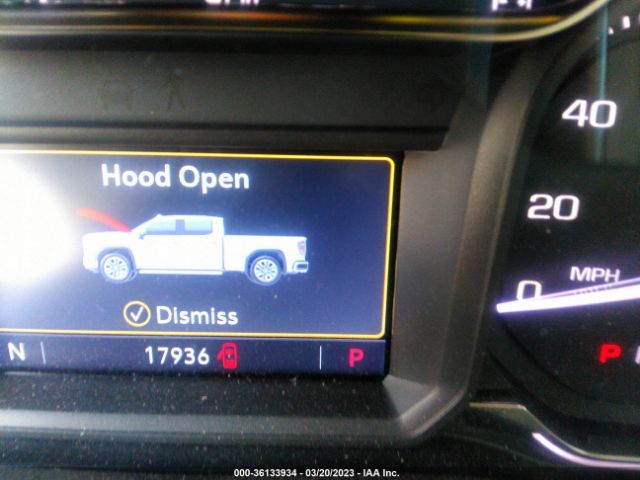 40
Hood Open
20
MPH
0
Dismiss
N
17936
P
P
000-36133934 - 03/20/2023 - IAA Inc.